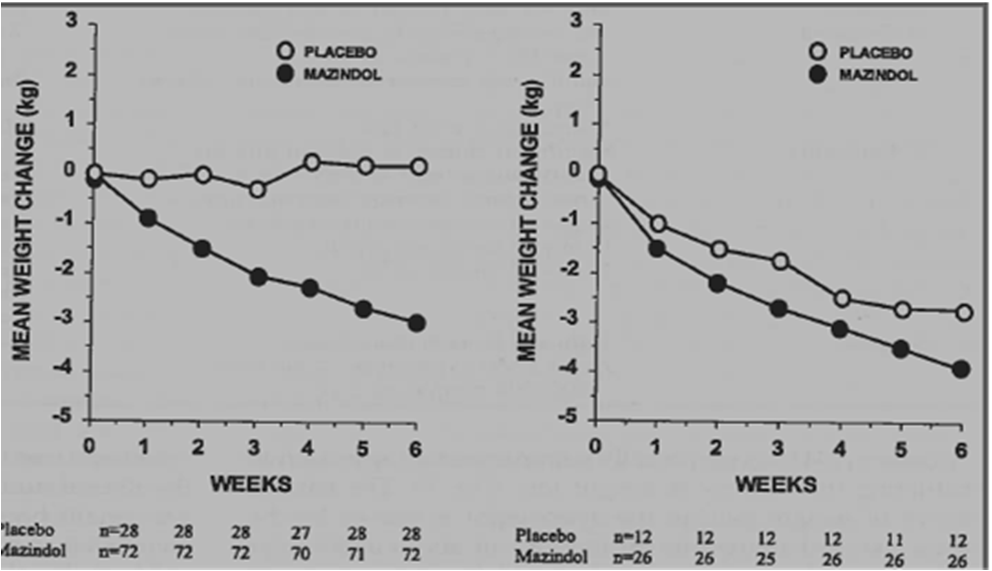 3
2
1
0
-1
-2
-3
-4
-5
MEAN WEIGHT CHANGE (kg)
PLACEBO
MAZINDOL
0 1 2 3 4 5 6
WEEKS
Placebo n=28 28 28 27 28 28
Mazindol n=72 72 72 70 71 72
3
2
1
0
-1
-2
-3
-4
-5
MEAN WEIGHT CHANGE (kg)
PLACEBO
MAZINDOL
0 1 2 3 4 5 6
WEEKS
Placebo n=12 12 12 12 11 12
Mazindol n=26 26 25 26 26 26